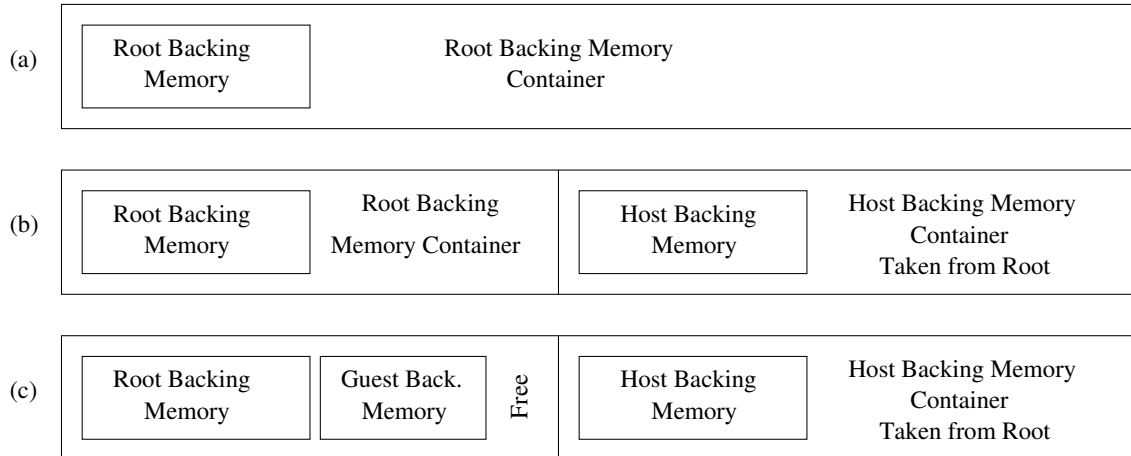 (a)
Root Backing
Memory
Root Backing Memory
Container
(b)
Root Backing
Memory
Root Backing
Memory Container
Host Backing
Memory
Host Backing Memory
Container
Taken from Root
(c)
Root Backing
Memory
Guest Back.
Memory
Free
Host Backing
Memory
Host Backing Memory
Container
Taken from Root